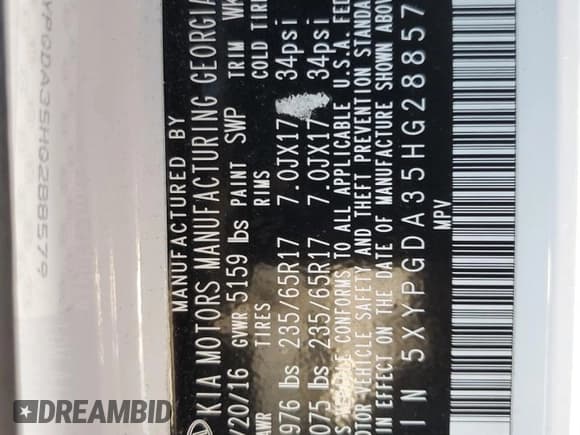 MANUFACTURED BY
KIA MOTORS MANUFACTURING GEORGIA
/20/16 GVWR 5159 lbs PAINT SWP TRIM WK
TIRES RIMS COLD TIRE
976 lbs 235/65R17 7.0JX17 34psi
075 lbs 235/65R17 7.0JX17 34psi
VEHICLE CONFORMS TO ALL APPLICABLE U.S.A. FED
MOTOR VEHICLE SAFETY AND THEFT PREVENTION STANDA
IN EFFECT ON THE DATE OF MANUFACTURE SHOWN ABOV
IN 5XYPGDA35HG28857
MPV
YPGDA35HG288579
DREAMBID